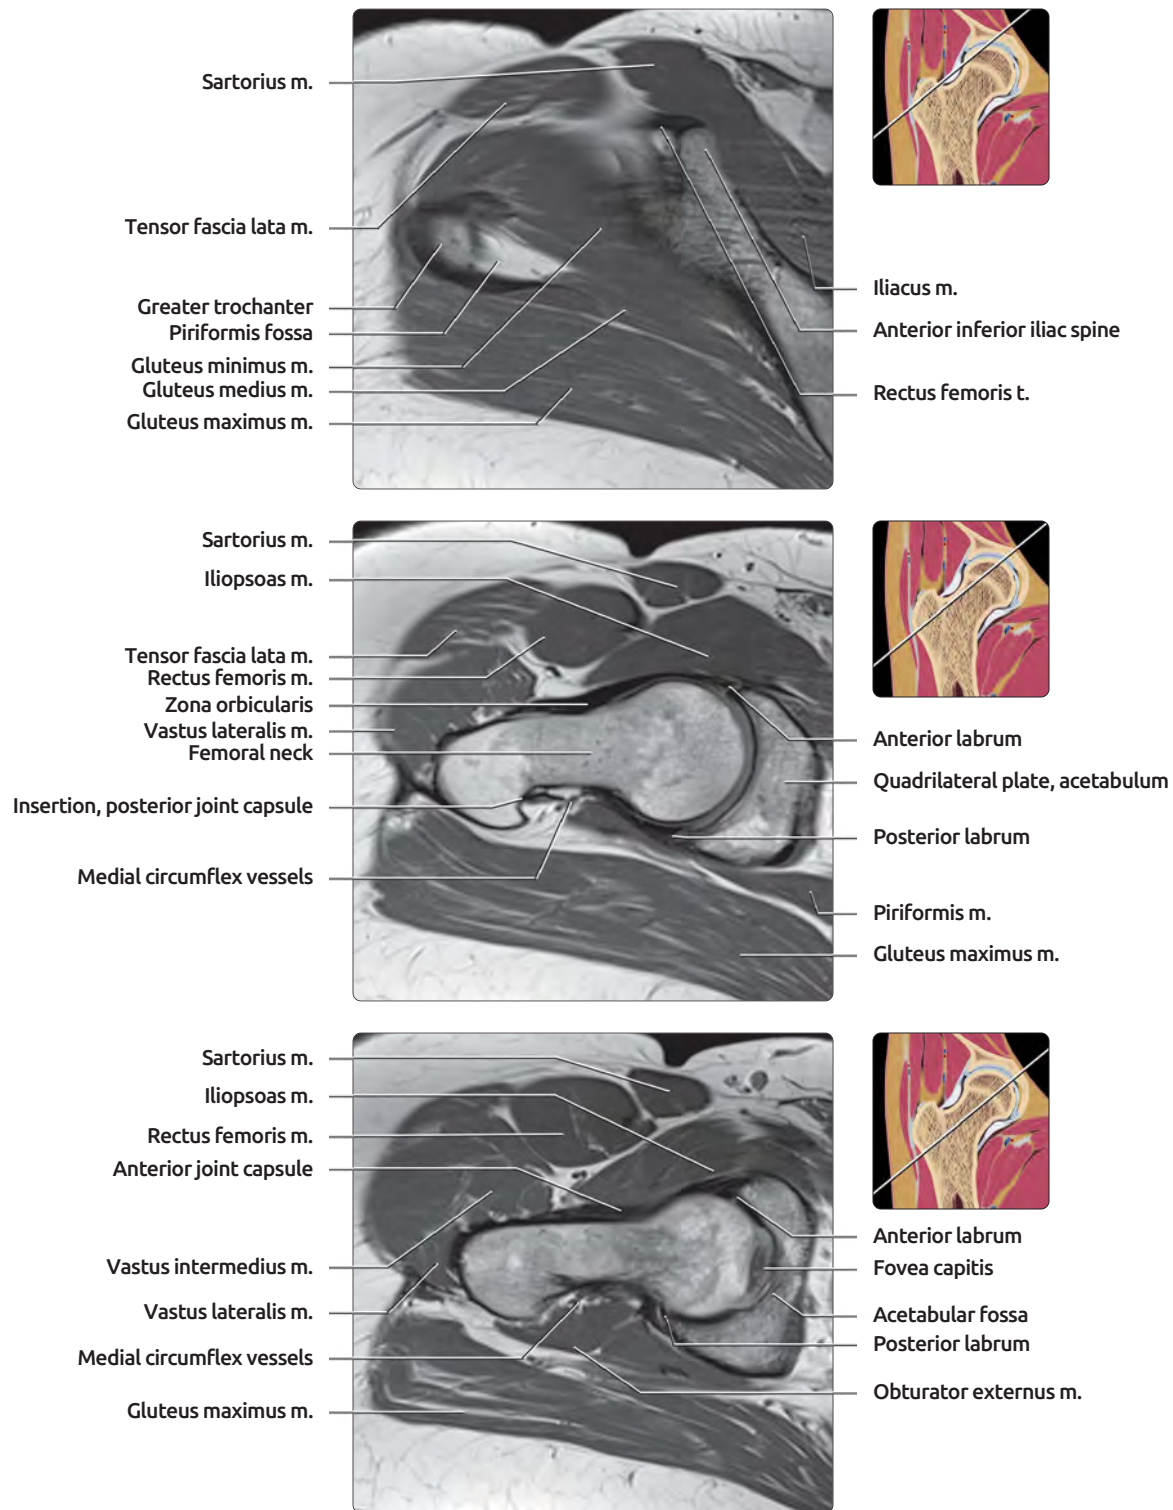 Sartorius m.
Tensor fascia lata m.
Greater trochanter
Piriformis fossa
Gluteus minimus m.
Gluteus medius m.
Gluteus maximus m.
Iliacus m.
Anterior inferior iliac spine
Rectus femoris t.
Sartorius m.
Iliopsoas m.
Tensor fascia lata m.
Rectus femoris m.
Zona orbicularis
Vastus lateralis m.
Femoral neck
Insertion, posterior joint capsule
Medial circumflex vessels
Anterior labrum
Quadrilateral plate, acetabulum
Posterior labrum
Piriformis m.
Gluteus maximus m.
Sartorius m.
Iliopsoas m.
Rectus femoris m.
Anterior joint capsule
Vastus intermedius m.
Vastus lateralis m.
Medial circumflex vessels
Gluteus maximus m.
Anterior labrum
Fovea capitis
Acetabular fossa
Posterior labrum
Obturator externus m.